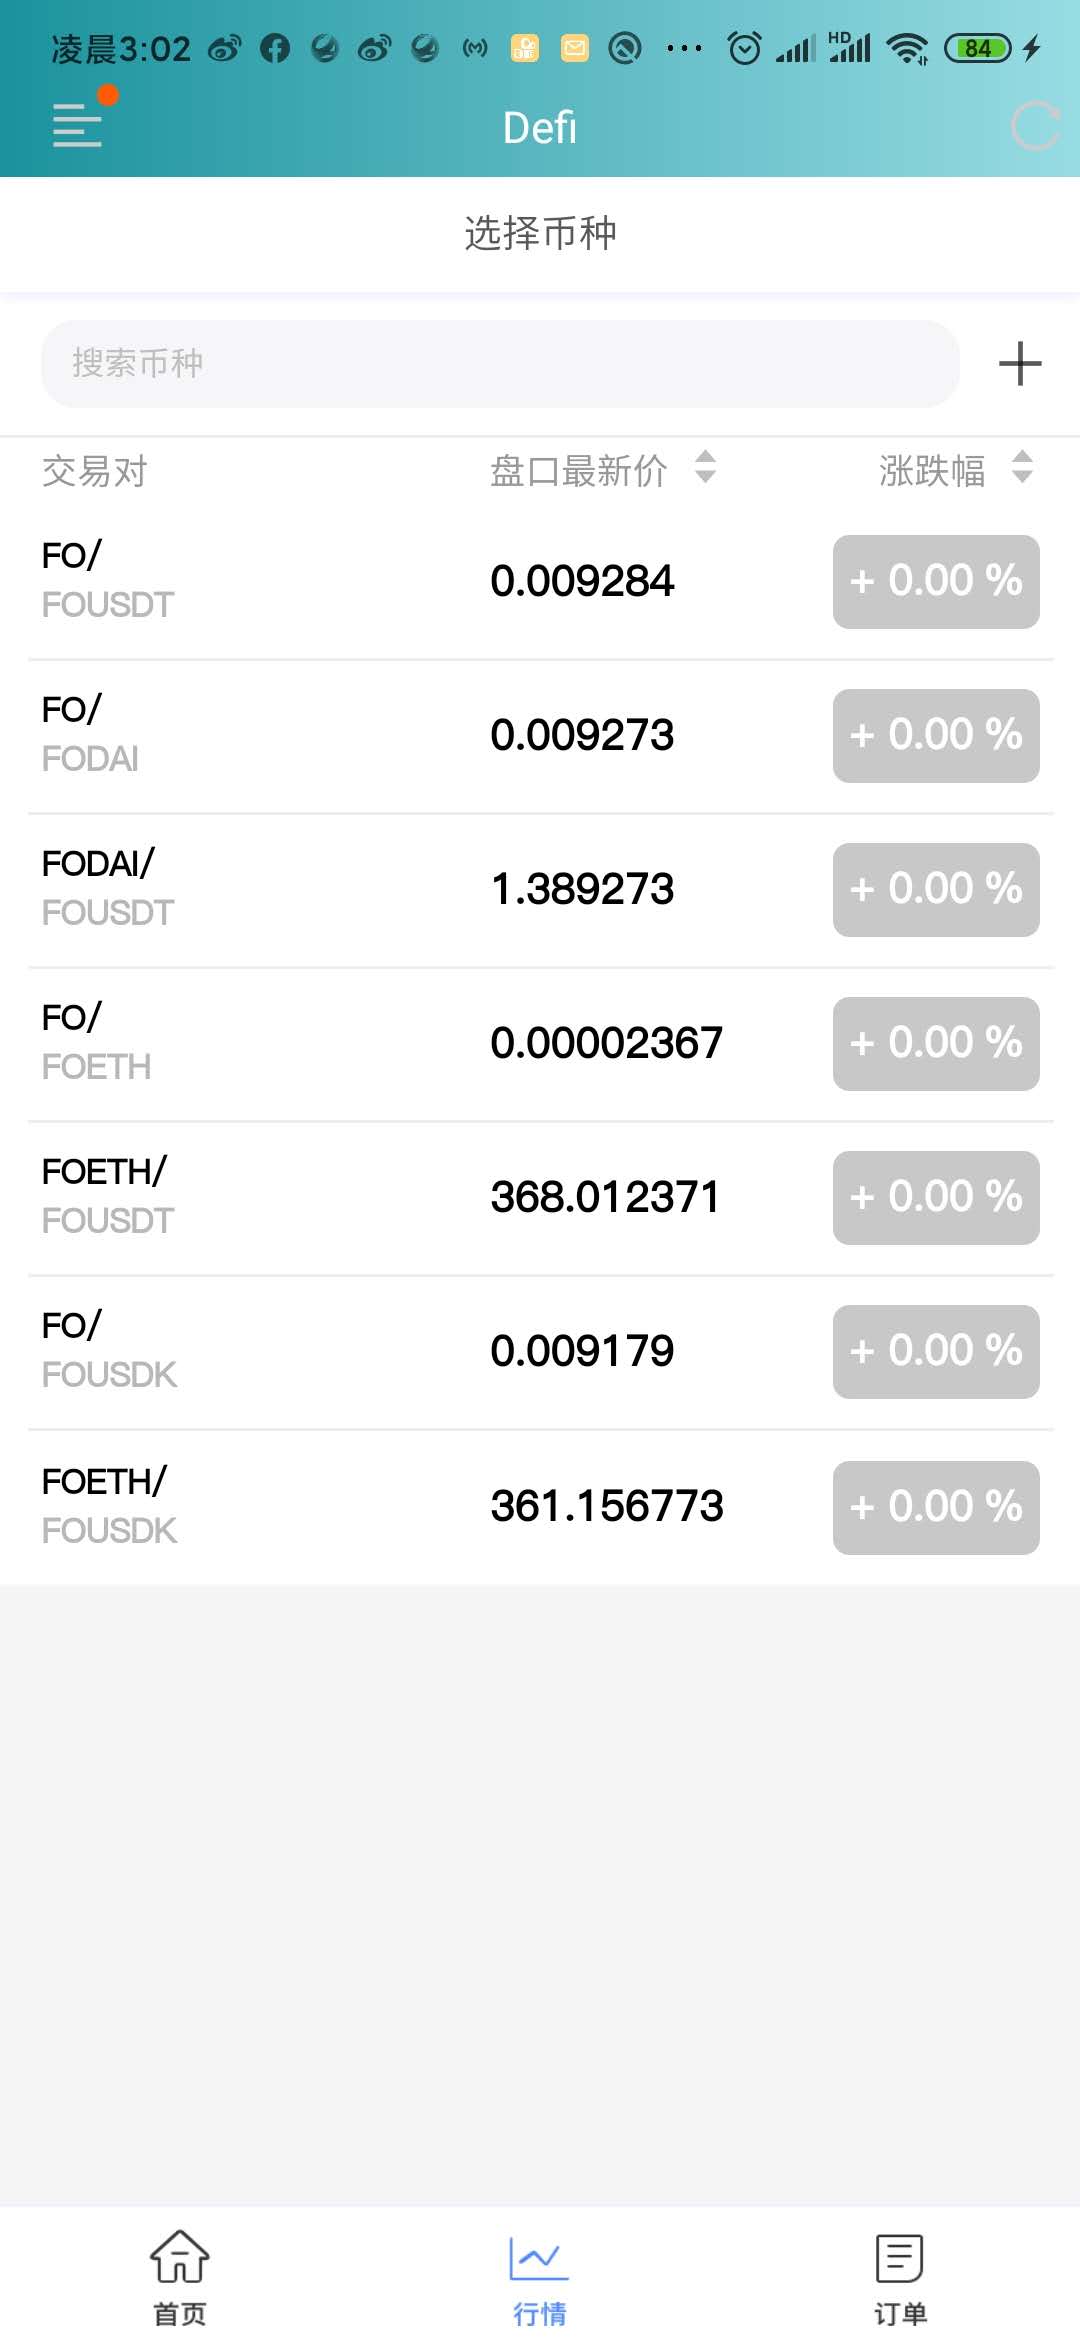 凌晨3:02
HD
84
Defi
选择币种
搜索币种
交易对 盘口最新价 涨跌幅
FO/
FOUSDT
0.009284
+ 0.00 %
FO/
FODAI
0.009273
+ 0.00 %
FODAI/
FOUSDT
1.389273
+ 0.00 %
FO/
FOETH
0.00002367
+ 0.00 %
FOETH/
FOUSDT
368.012371
+ 0.00 %
FO/
FOUSDK
0.009179
+ 0.00 %
FOETH/
FOUSDK
361.156773
+ 0.00 %
首页 行情 订单